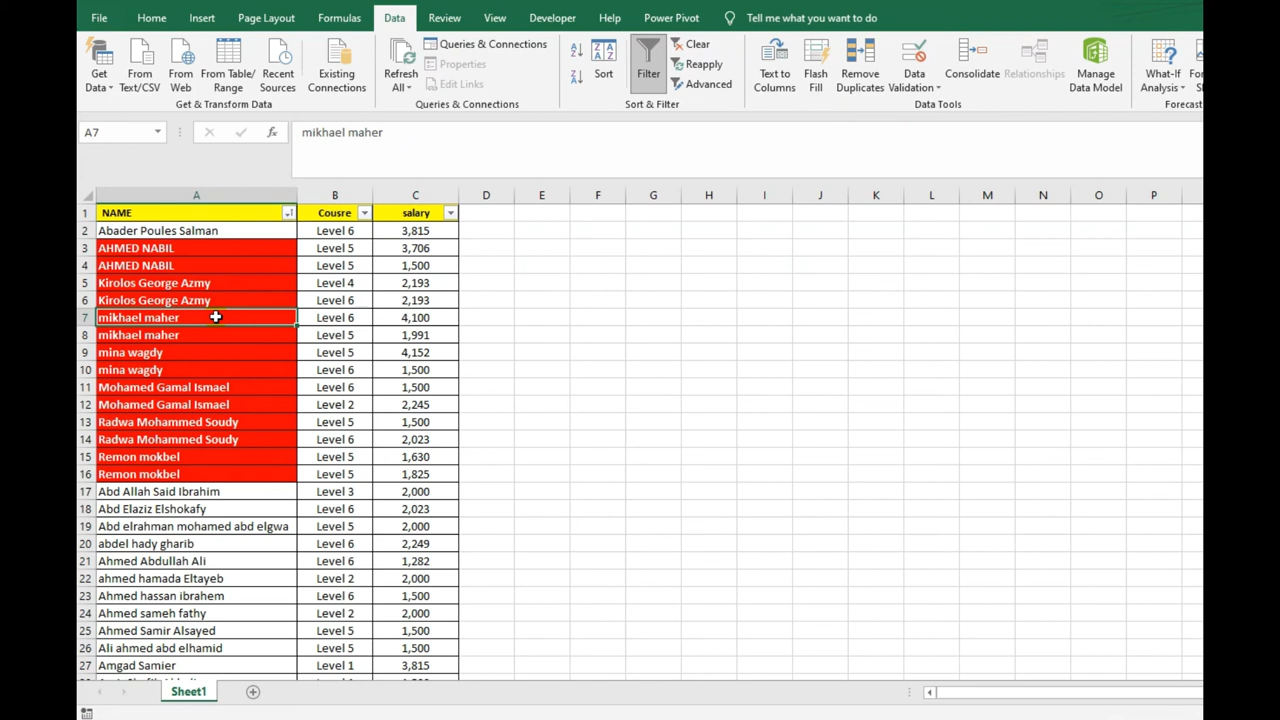 File Home Insert Page Layout Formulas Data Review View Developer Help Power Pivot Tell me what you want to do
Get Data
From Text/CSV
From Web
From Table/ Range
Recent Sources
Existing Connections
Get & Transform Data
Refresh All
Queries & Connections
Properties
Edit Links
Queries & Connections
Sort
Filter
Clear
Reapply
Advanced
Sort & Filter
Text to Columns
Flash Fill
Remove Duplicates
Data Validation
Consolidate
Relationships
Manage Data Model
Data Tools
What-If Analysis
Forecas
A7 fx mikhael maher
A B C D E F G H I J K L M N O P
1 NAME Cousre salary
2 Abader Poules Salman Level 6 3,815
3 AHMED NABIL Level 5 3,706
4 AHMED NABIL Level 5 1,500
5 Kirolos George Azmy Level 4 2,193
6 Kirolos George Azmy Level 6 2,193
7 mikhael maher Level 6 4,100
8 mikhael maher Level 5 1,991
9 mina wagdy Level 5 4,152
10 mina wagdy Level 6 1,500
11 Mohamed Gamal Ismael Level 6 1,500
12 Mohamed Gamal Ismael Level 2 2,245
13 Radwa Mohammed Soudy Level 5 1,500
14 Radwa Mohammed Soudy Level 6 2,023
15 Remon mokbel Level 5 1,630
16 Remon mokbel Level 5 1,825
17 Abd Allah Said Ibrahim Level 3 2,000
18 Abd Elaziz Elshokafy Level 6 2,023
19 Abd elrahman mohamed abd elgwa Level 5 2,000
20 abdel hady gharib Level 6 2,249
21 Ahmed Abdullah Ali Level 6 1,282
22 ahmed hamada Eltayeb Level 2 2,000
23 Ahmed hassan ibrahem Level 6 1,500
24 Ahmed sameh fathy Level 2 2,000
25 Ahmed Samir Alsayed Level 5 1,500
26 Ali ahmed abd elhamid Level 5 1,500
27 Amgad Samier Level 1 3,815
Sheet1